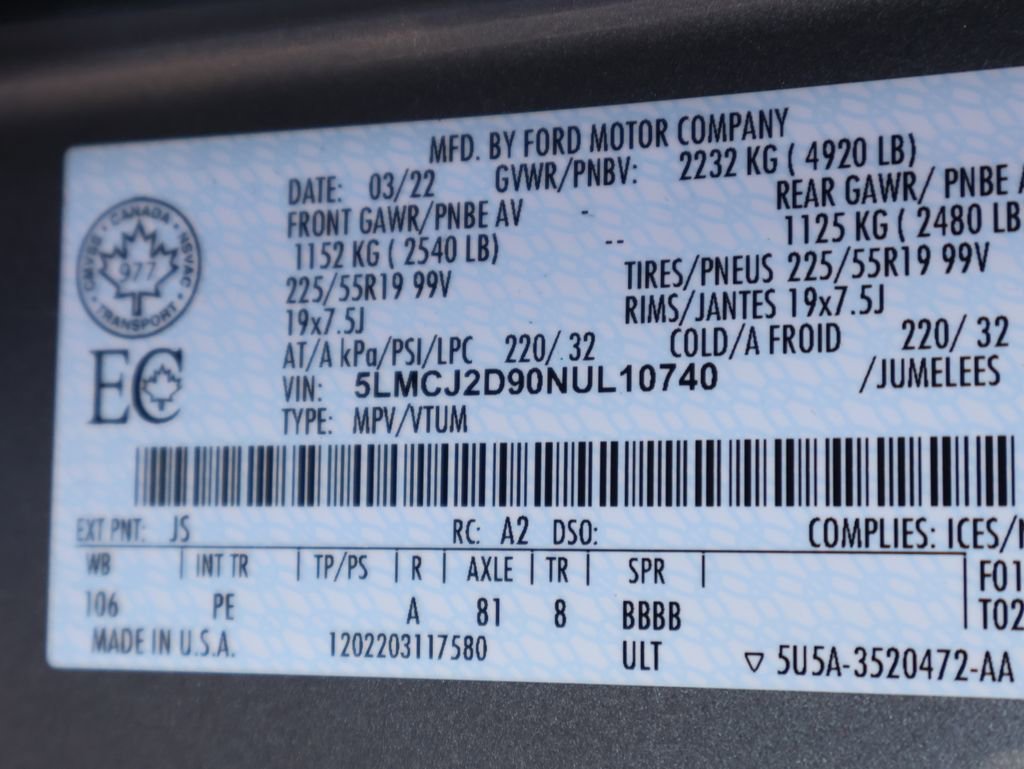 MFD. BY FORD MOTOR COMPANY
DATE: 03/22 GVWR/PNBV: 2232 KG ( 4920 LB)
FRONT GAWR/PNBE AV - REAR GAWR/ PNBE A
1152 KG ( 2540 LB) -- 1125 KG ( 2480 LB
225/55R19 99V TIRES/PNEUS 225/55R19 99V
19x7.5J RIMS/JANTES 19x7.5J
AT/A kPa/PSI/LPC 220/ 32 COLD/A FROID 220/ 32
VIN: 5LMCJ2D90NUL10740 /JUMELEES
TYPE: MPV/VTUM
CANADA
CMVSS NSVAC
977
TRANSPORT
EC
EXT PNT: JS RC: A2 DSO: COMPLIES: ICES/
WB | INT TR | TP/PS | R | AXLE | TR | SPR | F01
106 PE A 81 8 BBBB T02
MADE IN U.S.A. 1202203117580 ULT ▽ 5U5A-3520472-AA